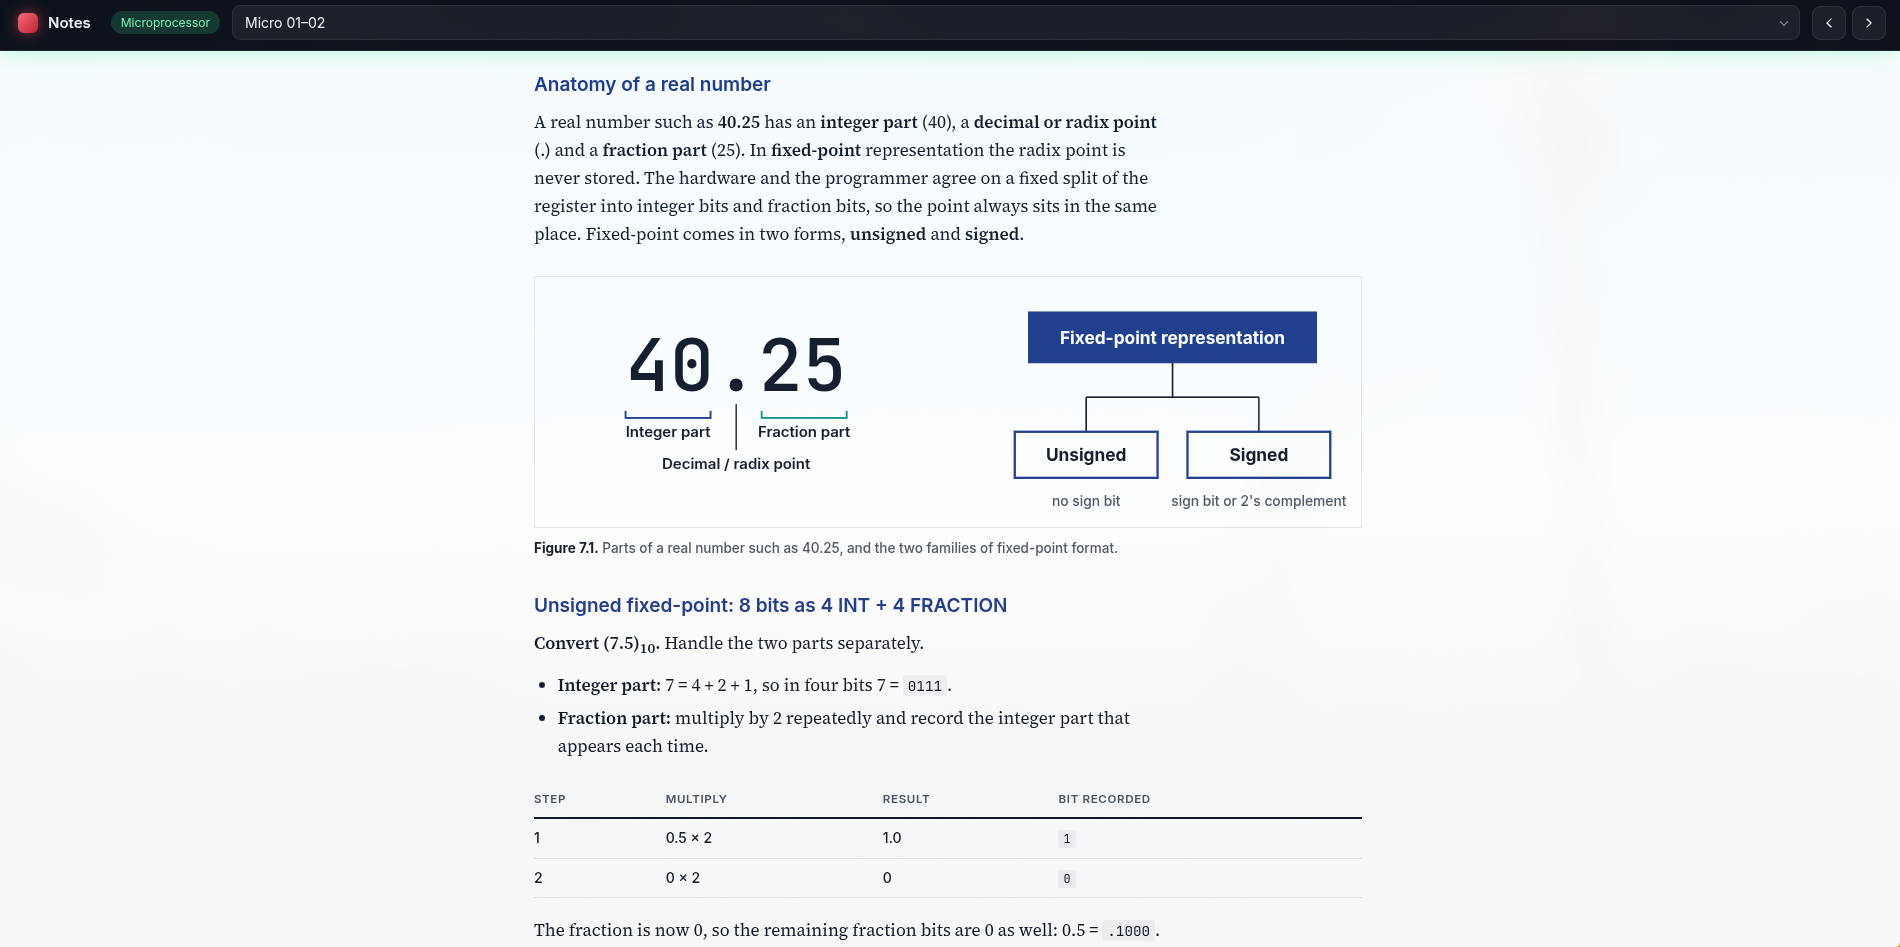 Notes
Microprocessor
Micro 01–02
Anatomy of a real number
A real number such as 40.25 has an integer part (40), a decimal or radix point
(.) and a fraction part (25). In fixed-point representation the radix point is
never stored. The hardware and the programmer agree on a fixed split of the
register into integer bits and fraction bits, so the point always sits in the same
place. Fixed-point comes in two forms, unsigned and signed.
40.25
Integer part
Fraction part
Decimal / radix point
Fixed-point representation
Unsigned
Signed
no sign bit
sign bit or 2's complement
Figure 7.1. Parts of a real number such as 40.25, and the two families of fixed-point format.
Unsigned fixed-point: 8 bits as 4 INT + 4 FRACTION
Convert (7.5)₁₀. Handle the two parts separately.
• Integer part: 7 = 4 + 2 + 1, so in four bits 7 = 0111.
• Fraction part: multiply by 2 repeatedly and record the integer part that
appears each time.
STEP MULTIPLY RESULT BIT RECORDED
1 0.5 × 2 1.0 1
2 0 × 2 0 0
The fraction is now 0, so the remaining fraction bits are 0 as well: 0.5 = .1000.